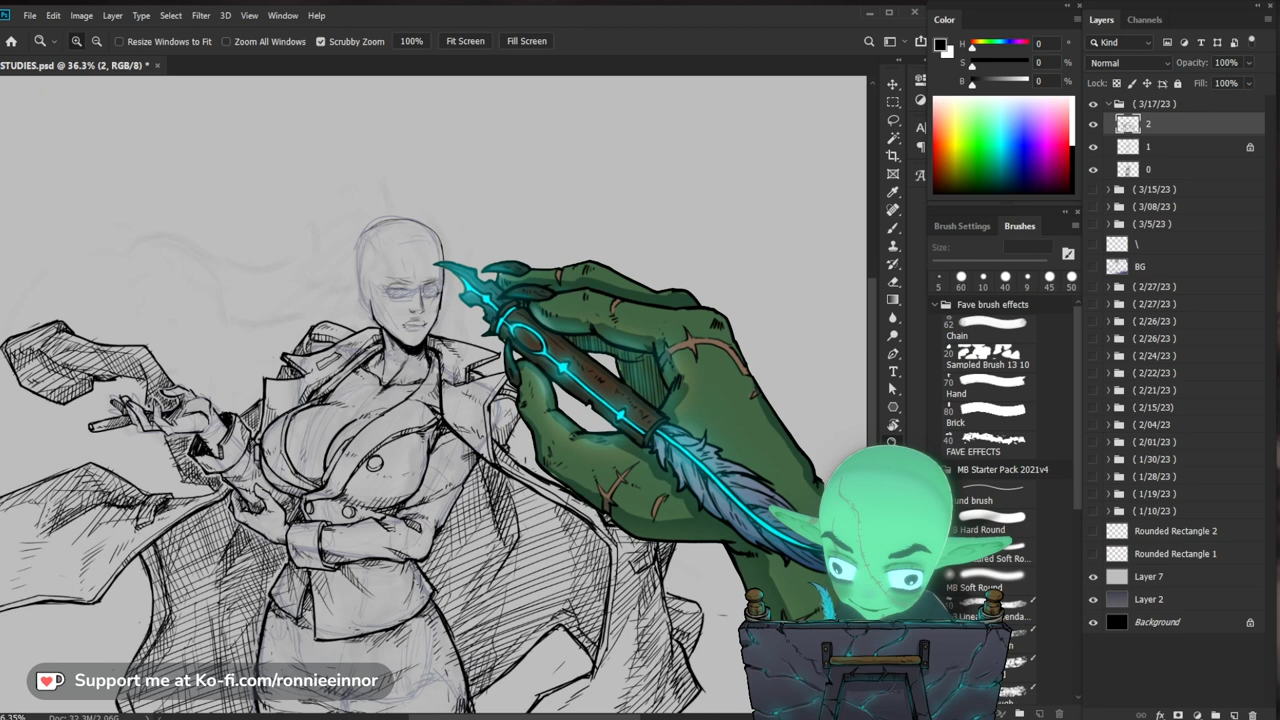 Ps File Edit Image Layer Type Select Filter 3D View Window Help
Resize Windows to Fit Zoom All Windows Scrubby Zoom 100% Fit Screen Fill Screen
STUDIES.psd @ 36.3% (2, RGB/8) * ×
Color
H 0 °
S 0 %
B 0 %
Brush Settings Brushes
Size:
5 60 10 40 9 45 50
Fave brush effects
62
Chain
20
Sampled Brush 13 10
70
Hand
80
Brick
40
FAVE EFFECTS
MB Starter Pack 2021v4
und brush
B Hard Round
ared Soft Ro...
MB Soft Round
Layers Channels
Kind
Normal Opacity: 100%
Lock: Fill: 100%
( 3/17/23 )
2
1
0
( 3/15/23 )
( 3/08/23 )
( 3/5/23 )
\
BG
( 2/27/23 )
( 2/27/23 )
( 2/26/23 )
( 2/26/23 )
( 2/24/23 )
( 2/22/23 )
( 2/21/23 )
( 2/15/23)
( 2/04/23
( 2/01/23 )
( 1/30/23 )
( 1/28/23 )
( 1/19/23 )
( 1/10/23 )
Rounded Rectangle 2
Rounded Rectangle 1
Layer 7
Layer 2
Background
fx
Support me at Ko-fi.com/ronnieeinnor